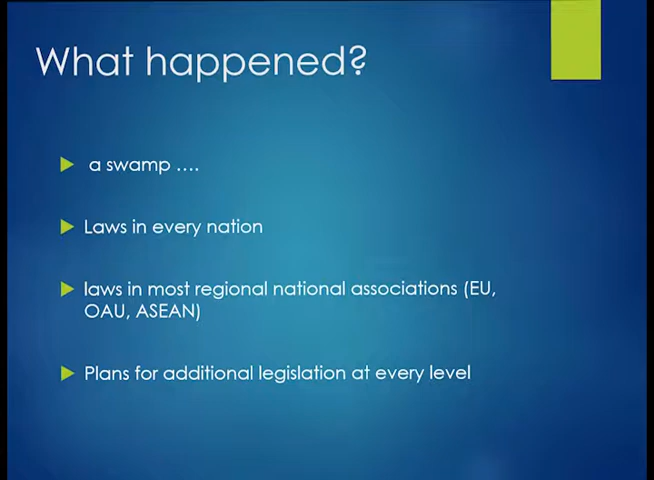 What happened?
a swamp ....
Laws in every nation
laws in most regional national associations (EU,
OAU, ASEAN)
Plans for additional legislation at every level